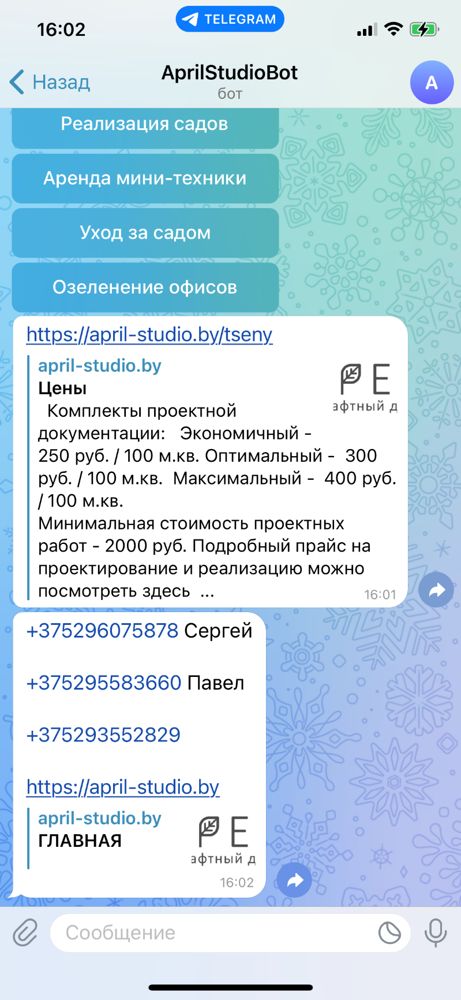 16:02
TELEGRAM
Назад
AprilStudioBot
бот
A
Реализация садов
Аренда мини-техники
Уход за садом
Озеленение офисов
https://april-studio.by/tseny
april-studio.by
Цены
РЕ
афтный д
Комплекты проектной
документации: Экономичный -
250 руб. / 100 м.кв. Оптимальный - 300
руб. / 100 м.кв. Максимальный - 400 руб.
/ 100 м.кв.
Минимальная стоимость проектных
работ - 2000 руб. Подробный прайс на
проектирование и реализацию можно
посмотреть здесь ...
16:01
+375296075878 Сергей
+375295583660 Павел
+375293552829
https://april-studio.by
april-studio.by
ГЛАВНАЯ
РЕ
афтный д
16:02
Сообщение